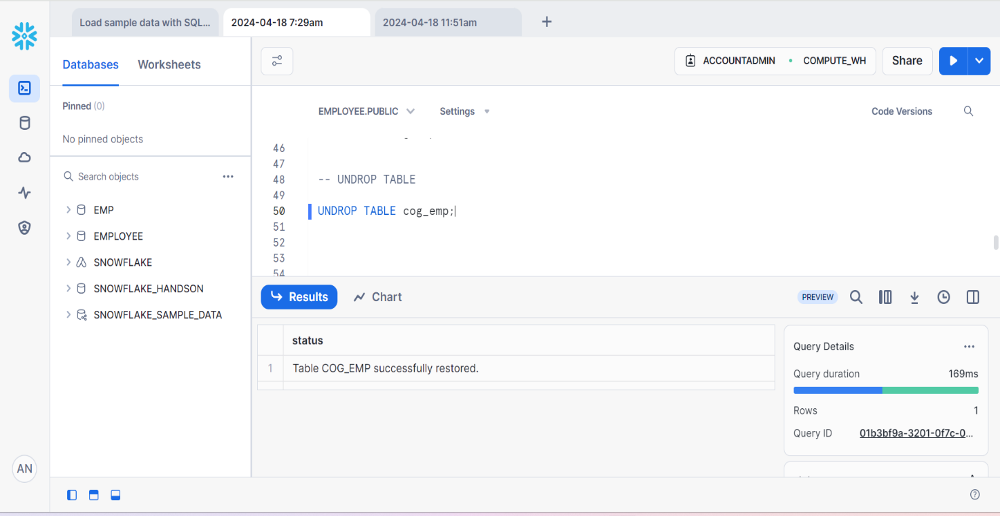 Load sample data with SQL...
2024-04-18 7:29am
2024-04-18 11:51am
Databases
Worksheets
ACCOUNTADMIN
COMPUTE_WH
Share
Pinned (0)
No pinned objects
Search objects
EMP
EMPLOYEE
SNOWFLAKE
SNOWFLAKE_HANDSON
SNOWFLAKE_SAMPLE_DATA
AN
EMPLOYEE.PUBLIC
Settings
Code Versions
46
47
48 -- UNDROP TABLE
49
50 UNDROP TABLE cog_emp;
51
52
53
54
Results
Chart
PREVIEW
status
1 Table COG_EMP successfully restored.
Query Details
Query duration 169ms
Rows 1
Query ID 01b3bf9a-3201-0f7c-0...